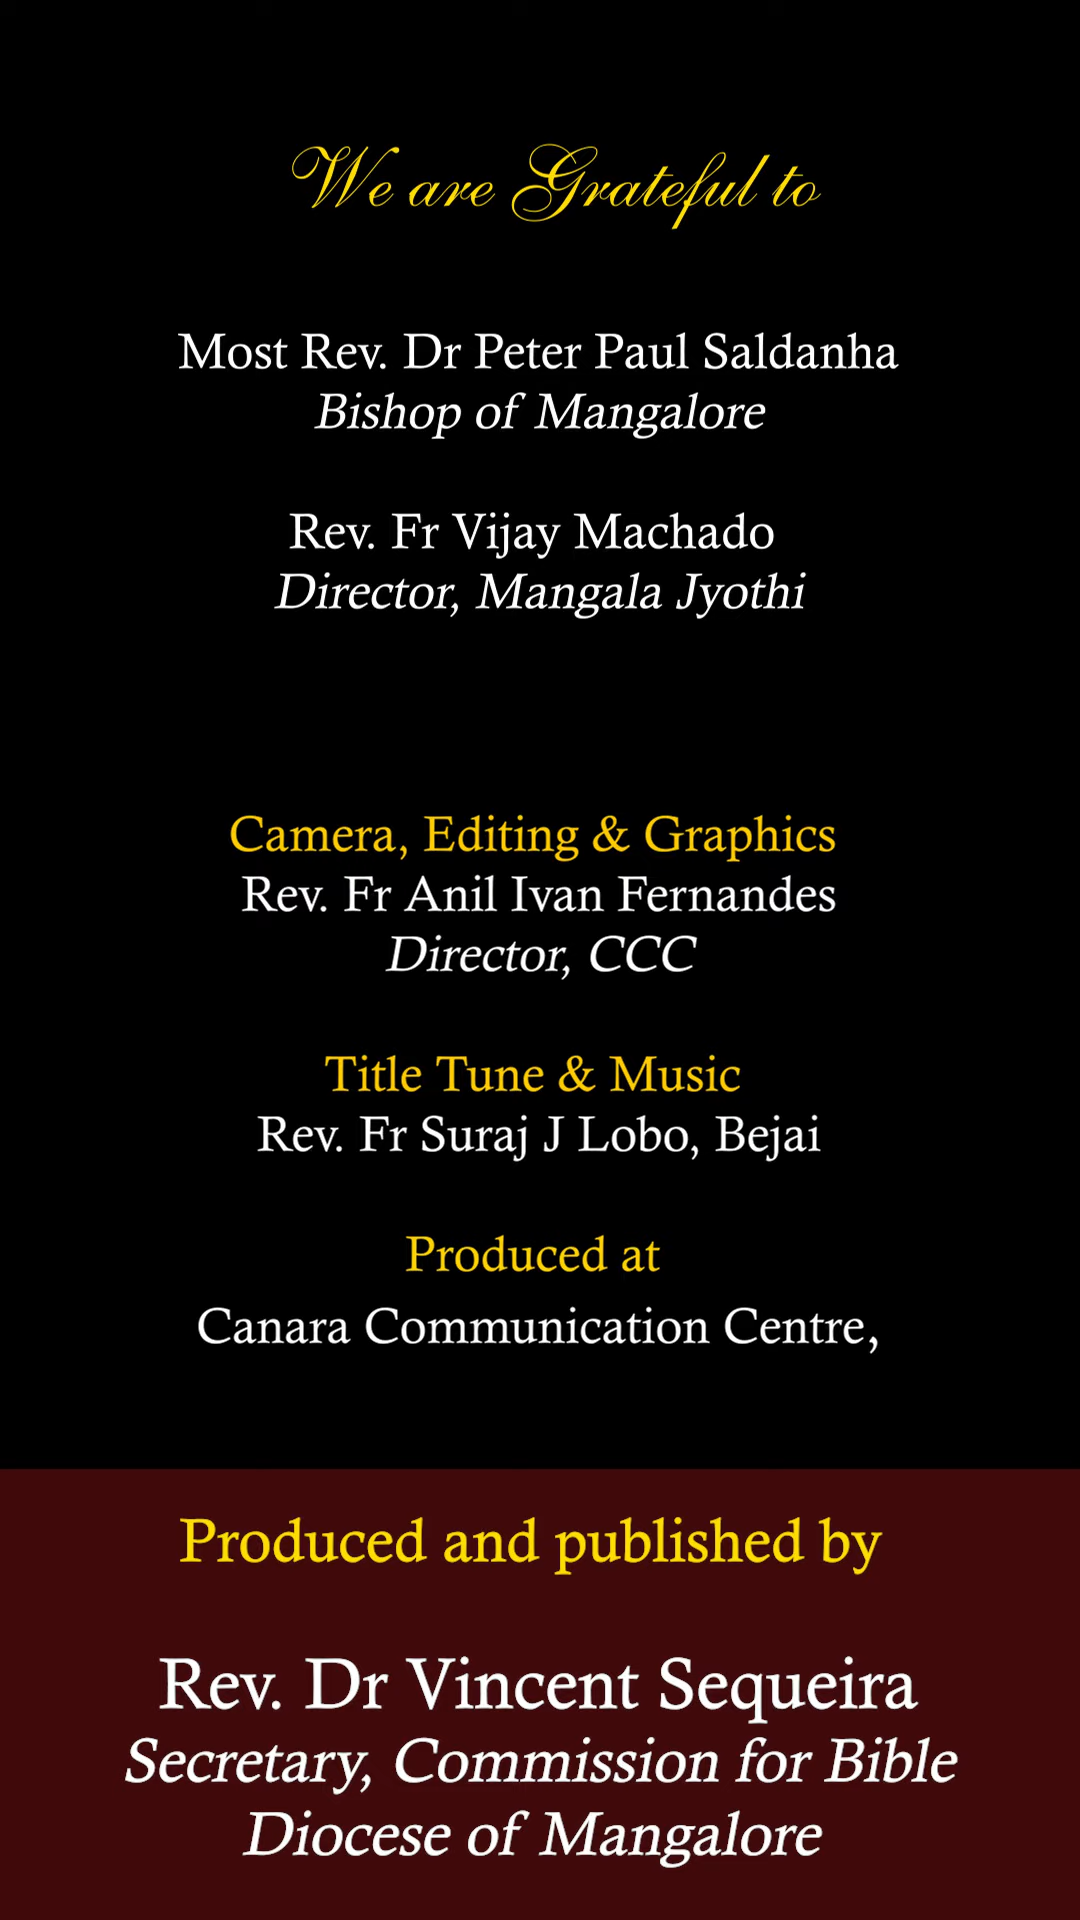 We are Grateful to
Most Rev. Dr Peter Paul Saldanha
Bishop of Mangalore
Rev. Fr Vijay Machado
Director, Mangala Jyothi
Camera, Editing & Graphics
Rev. Fr Anil Ivan Fernandes
Director, CCC
Title Tune & Music
Rev. Fr Suraj J Lobo, Bejai
Produced at
Canara Communication Centre,
Produced and published by
Rev. Dr Vincent Sequeira
Secretary, Commission for Bible
Diocese of Mangalore